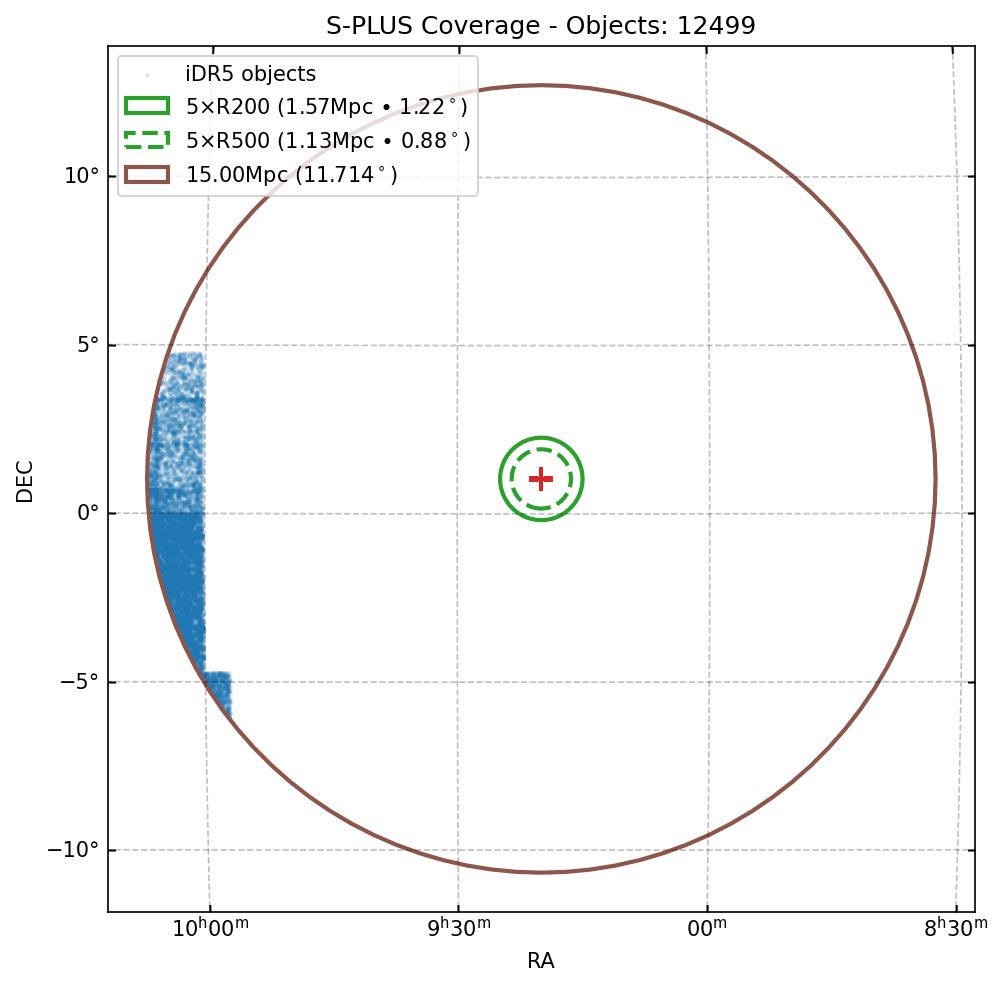 S-PLUS Coverage - Objects: 12499
iDR5 objects
5×R200 (1.57Mpc • 1.22°)
5×R500 (1.13Mpc • 0.88°)
15.00Mpc (11.714°)
10°
5°
0°
−5°
−10°
DEC
10ʰ00ᵐ
9ʰ30ᵐ
00ᵐ
8ʰ30ᵐ
RA